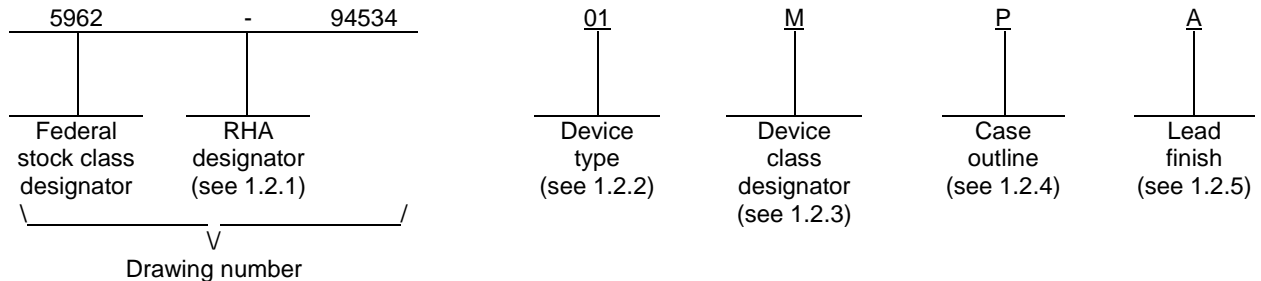 5962 - 94534 01 M P A
Federal stock class designator
RHA designator (see 1.2.1)
Device type (see 1.2.2)
Device class designator (see 1.2.3)
Case outline (see 1.2.4)
Lead finish (see 1.2.5)
Drawing number